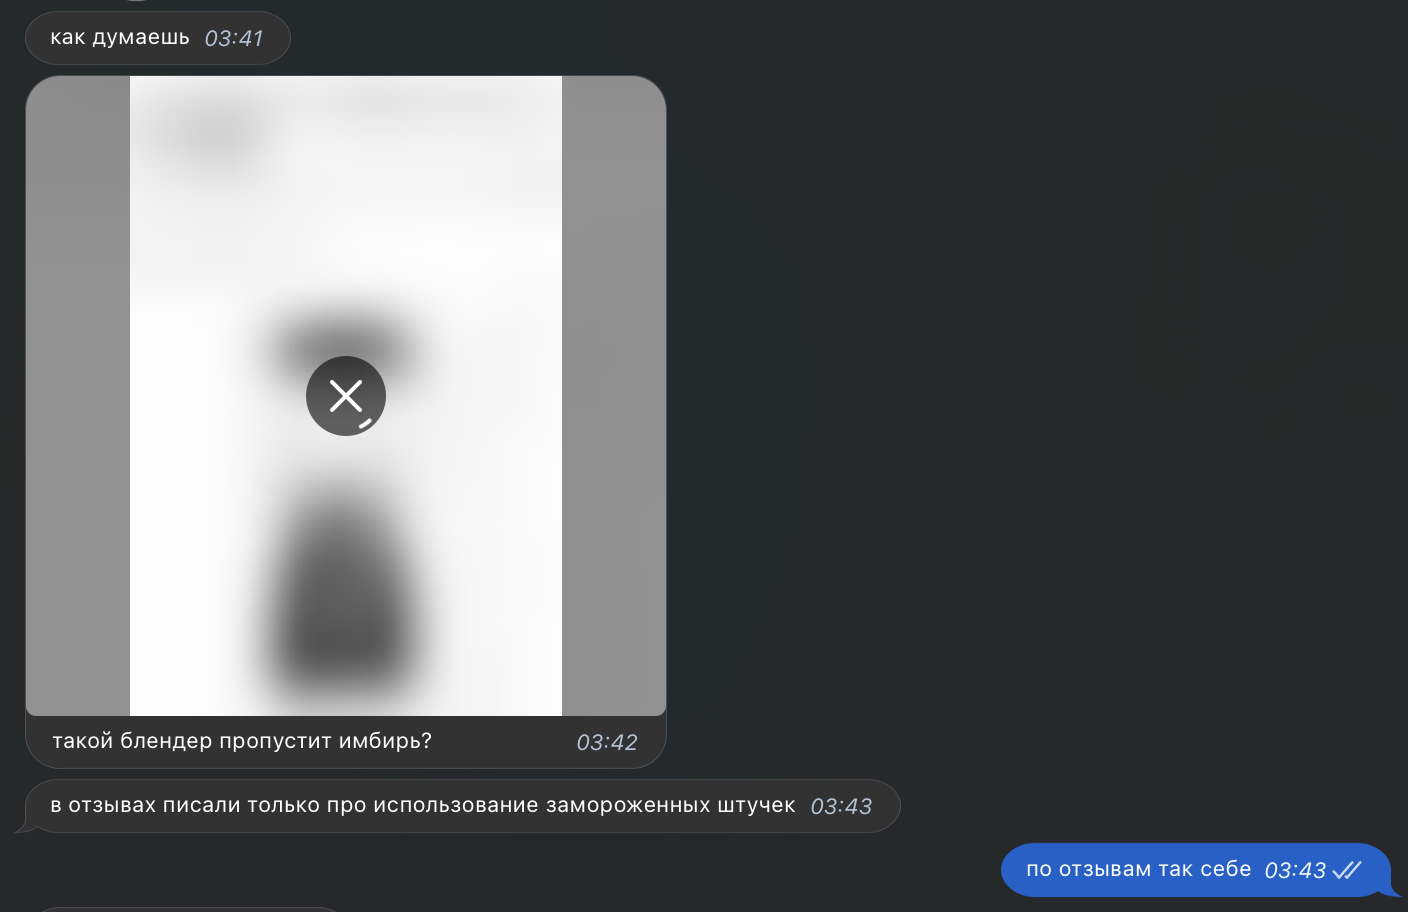 как думаешь 03:41
такой блендер пропустит имбирь? 03:42
в отзывах писали только про использование замороженных штучек 03:43
по отзывам так себе 03:43